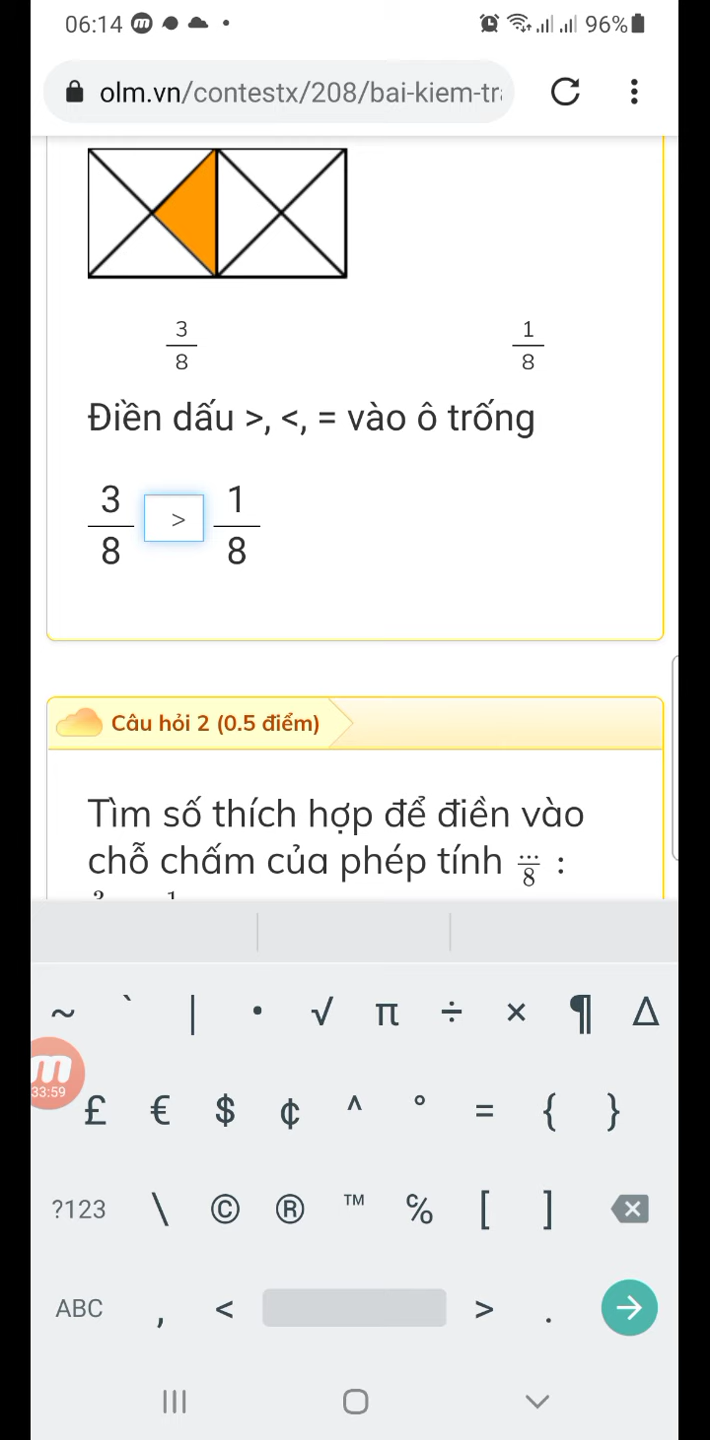 06:14 m 96%
olm.vn/contestx/208/bai-kiem-tr
3/8 1/8
Điền dấu >, <, = vào ô trống
3/8 > 1/8
Câu hỏi 2 (0.5 điểm)
Tìm số thích hợp để điền vào
chỗ chấm của phép tính .../8 :
~ ` | • √ π ÷ × ¶ Δ
m
33:59
£ € $ ¢ ^ ° = { }
?123 \ © ® ™ ℅ [ ]
ABC , < > .